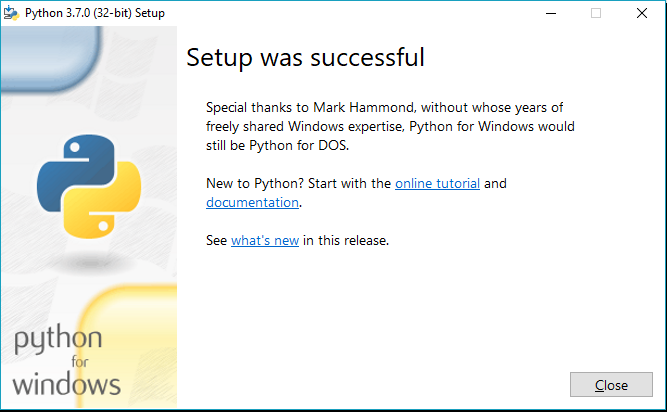 Python 3.7.0 (32-bit) Setup
Setup was successful
Special thanks to Mark Hammond, without whose years of
freely shared Windows expertise, Python for Windows would
still be Python for DOS.
New to Python? Start with the online tutorial and
documentation.
See what's new in this release.
python
for
windows
Close